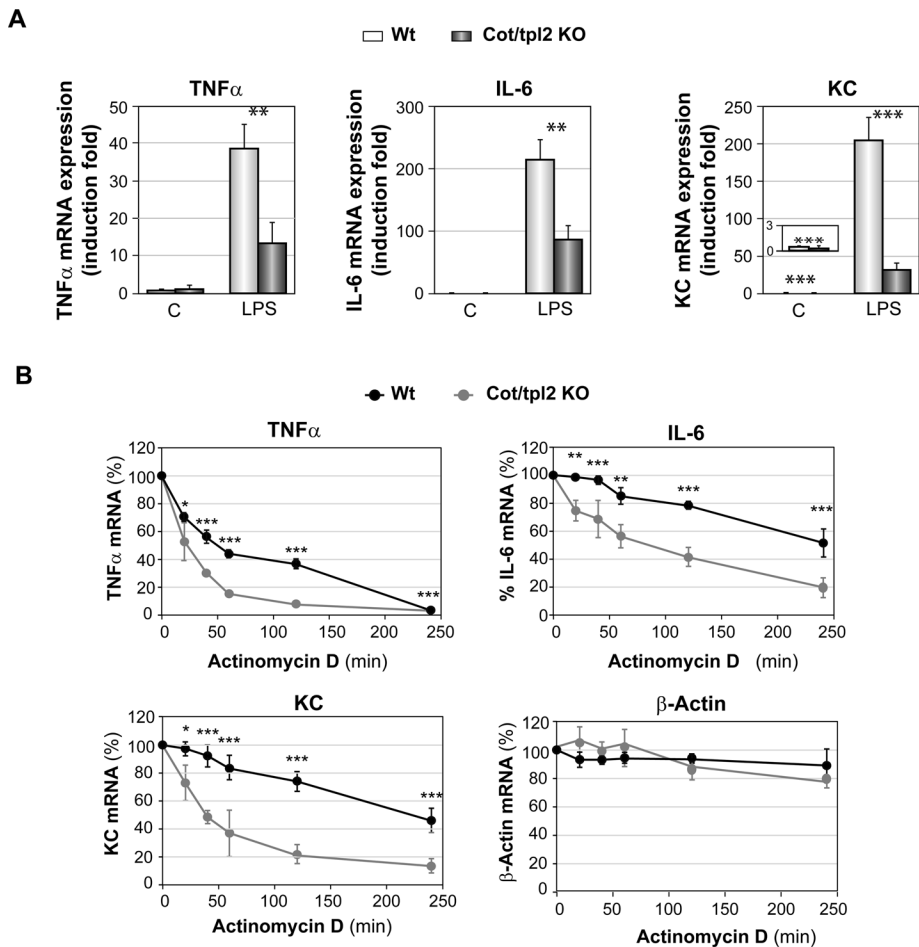 A
Wt Cot/tpl2 KO
TNFα
TNFα mRNA expression
(induction fold)
50
40
30
20
10
0
**
C LPS
IL-6
IL-6 mRNA expression
(induction fold)
300
200
100
0
**
C LPS
KC
KC mRNA expression
(induction fold)
250
200
150
100
50
0
***
3
0
***
***
C LPS
B
Wt Cot/tpl2 KO
TNFα
TNFα mRNA (%)
120
100
80
60
40
20
0
* *** *** *** ***
0 50 100 150 200 250
Actinomycin D (min)
IL-6
% IL-6 mRNA (%)
120
100
80
60
40
20
0
** *** ** *** ***
0 50 100 150 200 250
Actinomycin D (min)
KC
KC mRNA (%)
120
100
80
60
40
20
0
* *** *** *** ***
0 50 100 150 200 250
Actinomycin D (min)
β-Actin
β-Actin mRNA (%)
120
100
80
60
40
20
0
0 50 100 150 200 250
Actinomycin D (min)